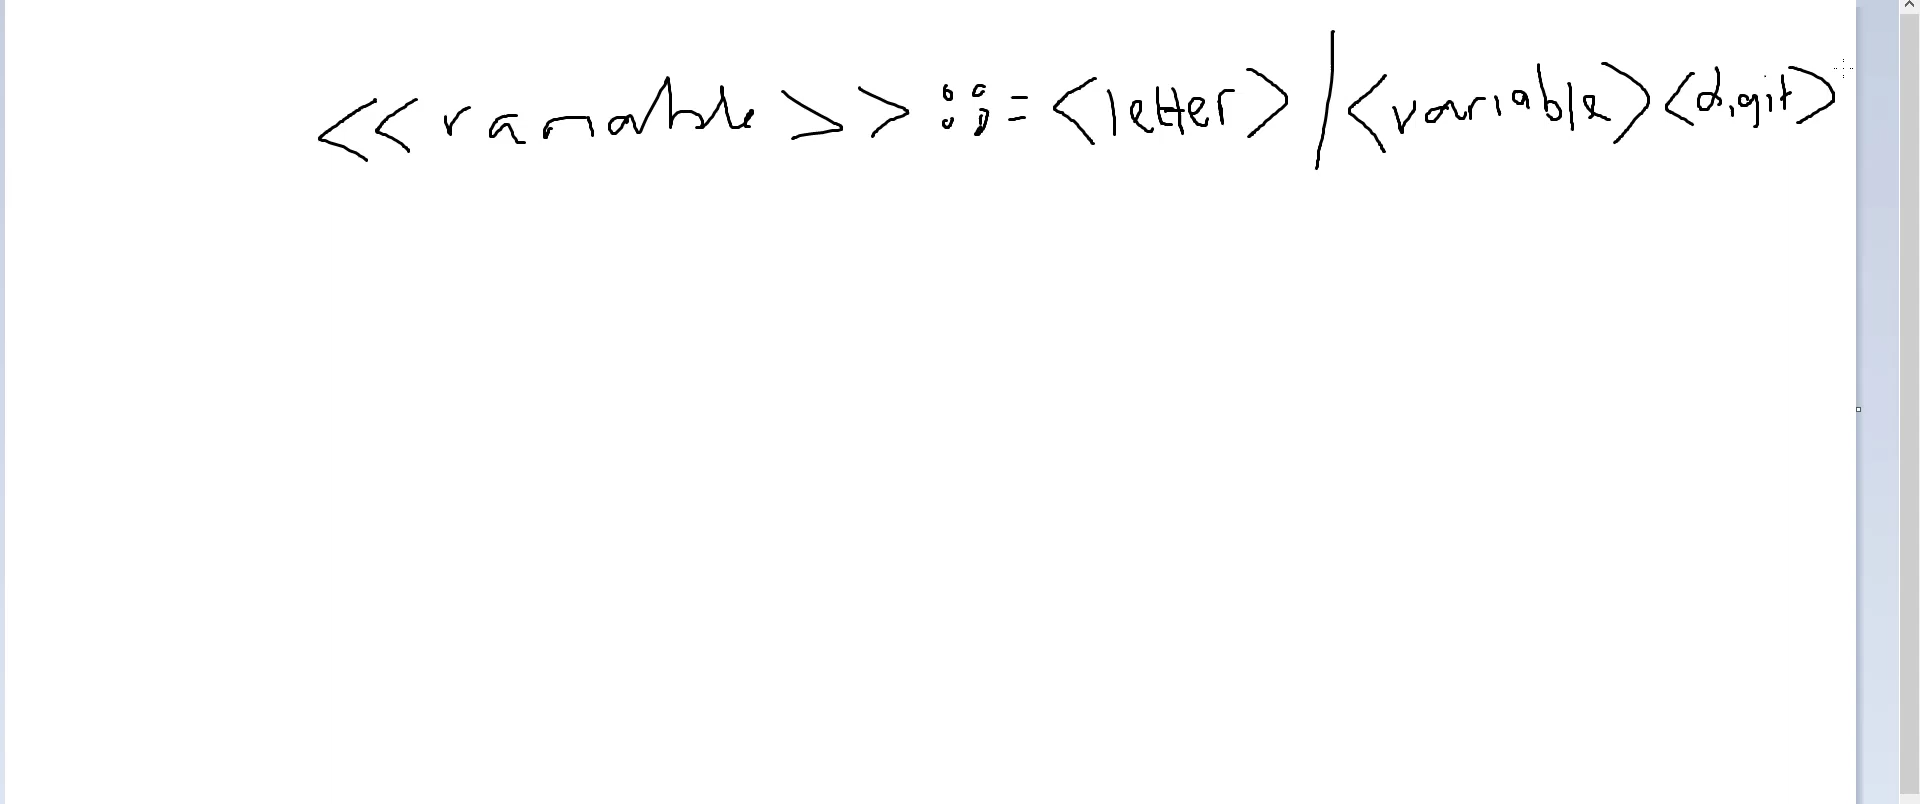 <<variable>> ::= <letter> | <variable><digit>